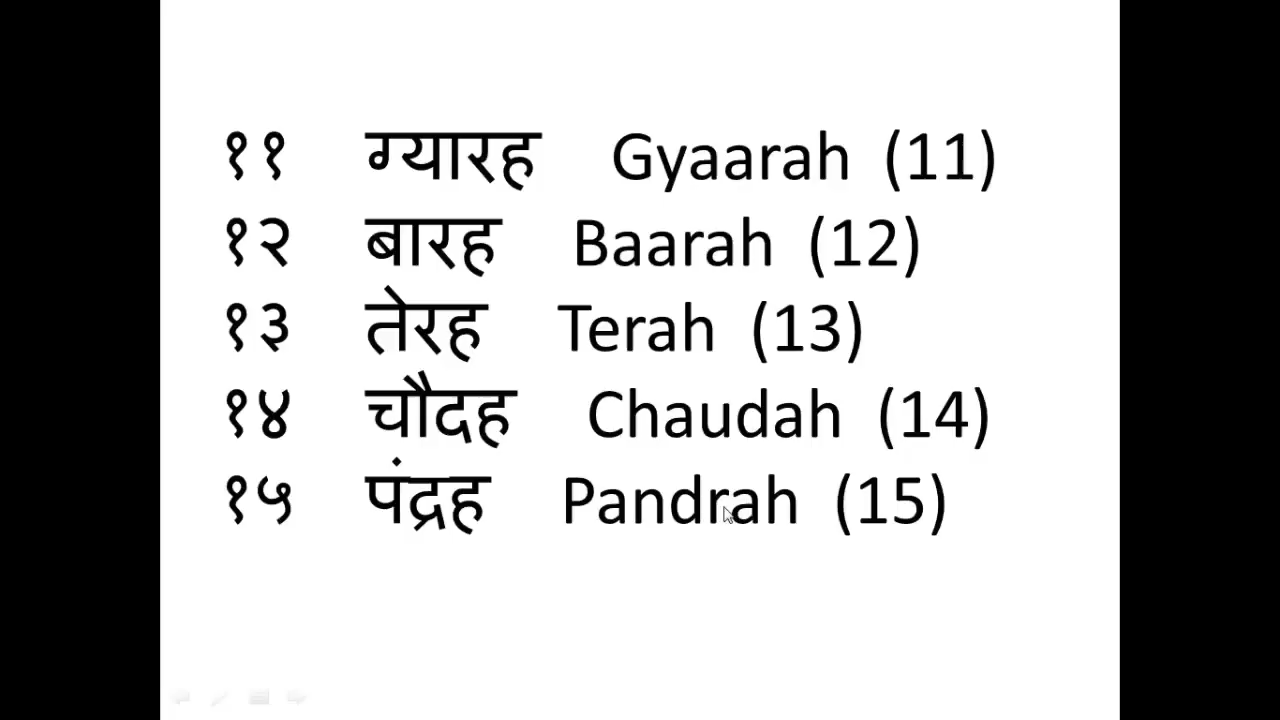 ११ ग्यारह Gyaarah (11)
१२ बारह Baarah (12)
१३ तेरह Terah (13)
१४ चौदह Chaudah (14)
१५ पंद्रह Pandrah (15)